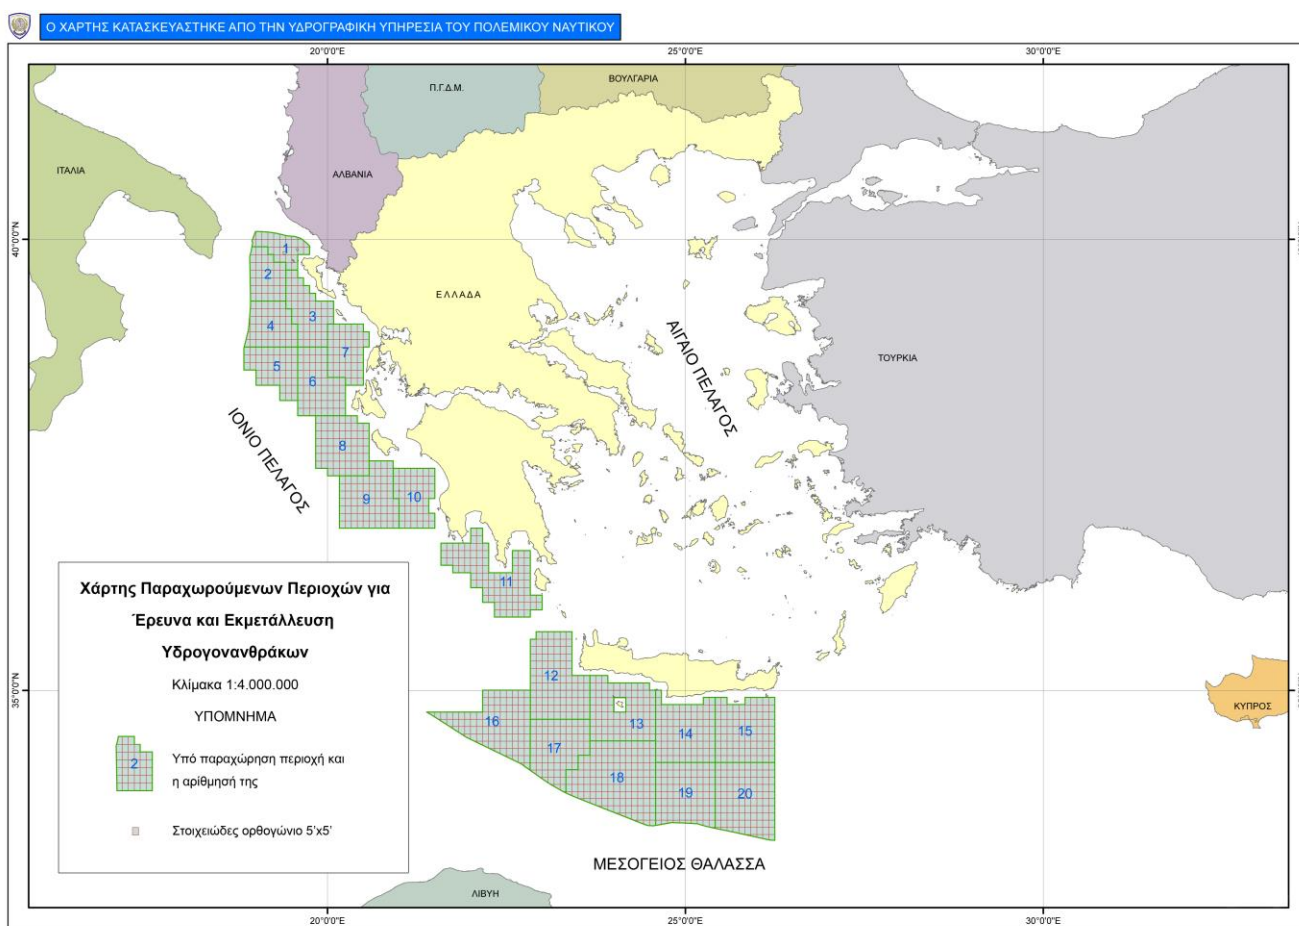 Ο ΧΑΡΤΗΣ ΚΑΤΑΣΚΕΥΑΣΤΗΚΕ ΑΠΟ ΤΗΝ ΥΔΡΟΓΡΑΦΙΚΗ ΥΠΗΡΕΣΙΑ ΤΟΥ ΠΟΛΕΜΙΚΟΥ ΝΑΥΤΙΚΟΥ
20°0'0"E
25°0'0"E
30°0'0"E
Π.Γ.Δ.Μ.
ΒΟΥΛΓΑΡΙΑ
ΙΤΑΛΙΑ
ΑΛΒΑΝΙΑ
40°0'0"N
1
2
ΕΛΛΑΔΑ
3
4
7
5
6
ΑΙΓΑΙΟ ΠΕΛΑΓΟΣ
ΤΟΥΡΚΙΑ
ΙΟΝΙΟ ΠΕΛΑΓΟΣ
8
9
10
11
Χάρτης Παραχωρούμενων Περιοχών για
Έρευνα και Εκμετάλλευση
Υδρογονανθράκων
Κλίμακα 1:4.000.000
ΥΠΟΜΝΗΜΑ
2
Υπό παραχώρηση περιοχή και
η αρίθμησή της
Στοιχειώδες ορθογώνιο 5'x5'
35°0'0"N
12
13
14
15
16
17
18
19
20
ΚΥΠΡΟΣ
ΜΕΣΟΓΕΙΟΣ ΘΑΛΑΣΣΑ
ΛΙΒΥΗ
20°0'0"E
25°0'0"E
30°0'0"E